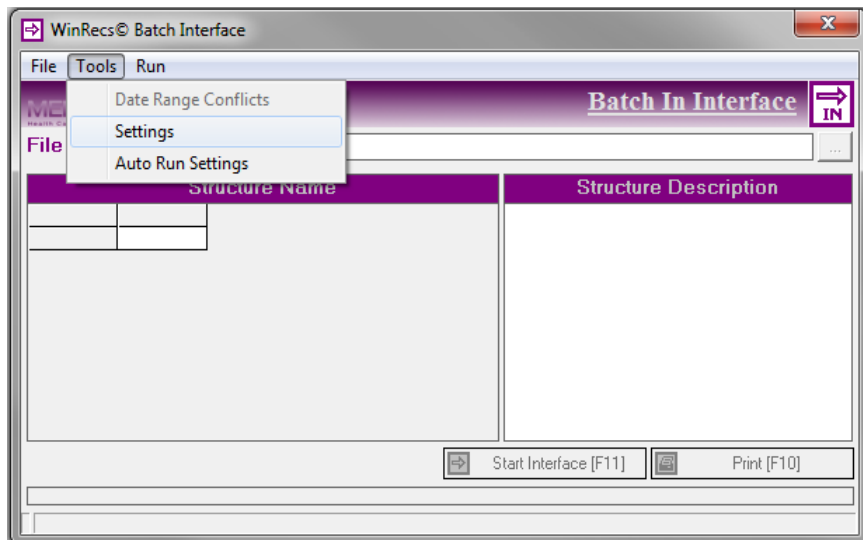 WinRecs© Batch Interface
File Tools Run
Date Range Conflicts
Settings
Auto Run Settings
Batch In Interface
IN
File
...
Structure Name
Structure Description
Start Interface [F11]
Print [F10]